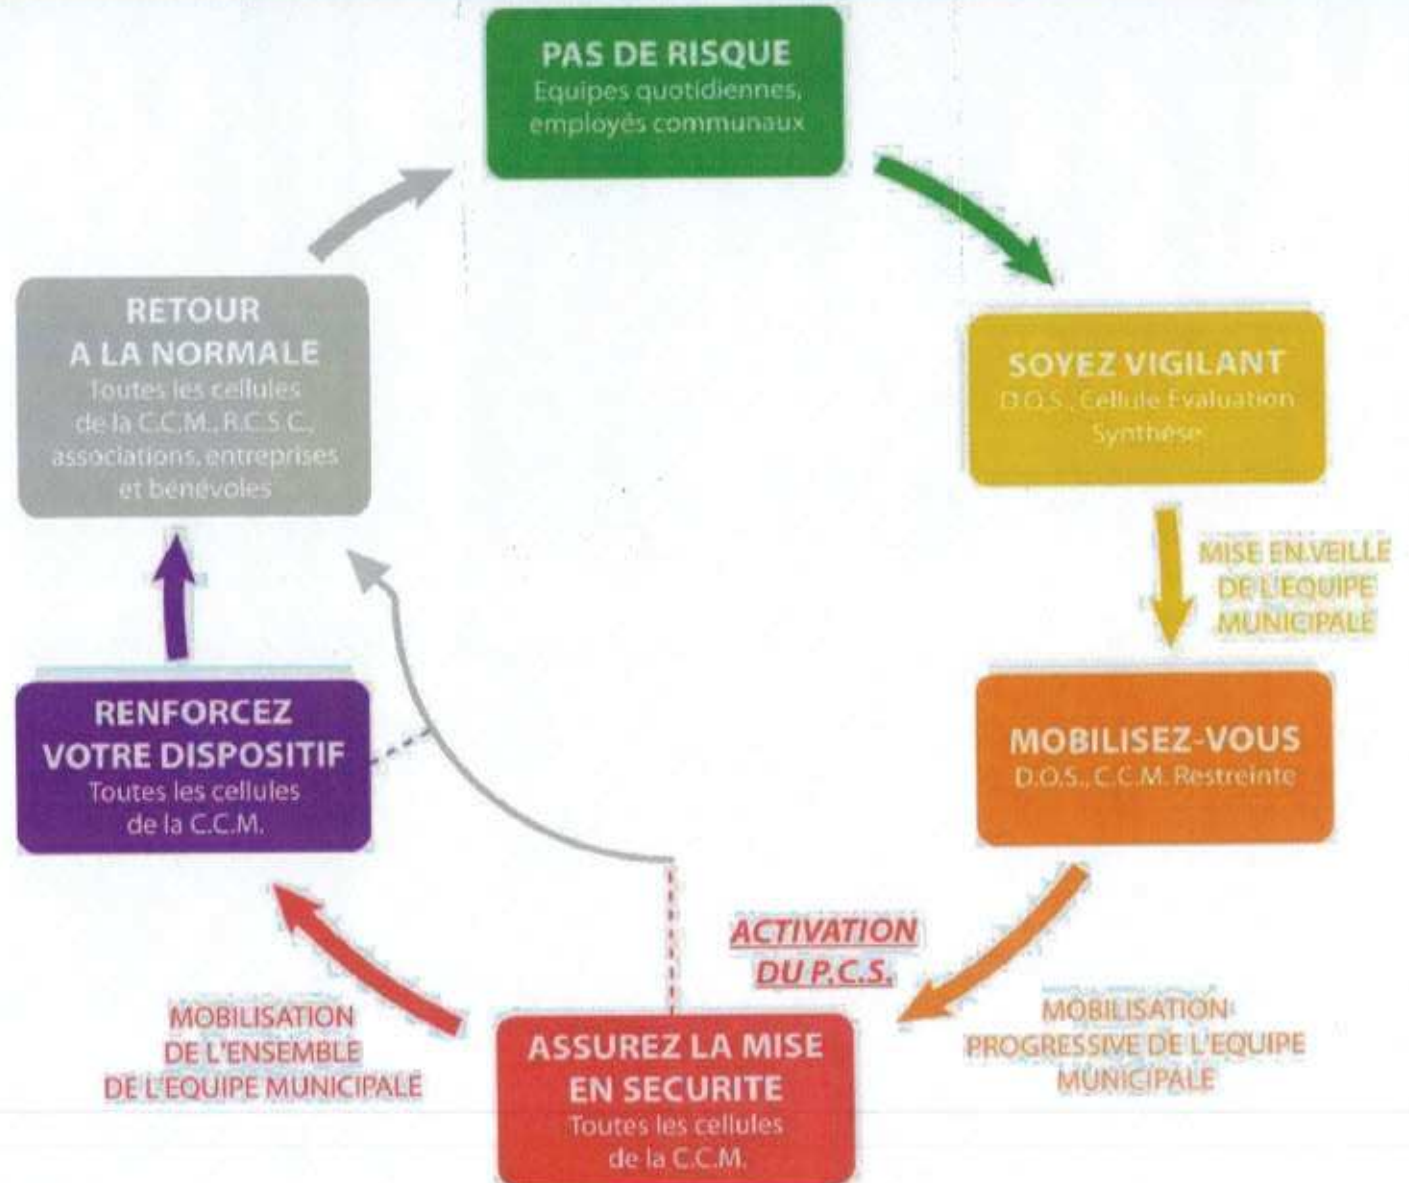 PAS DE RISQUE
Equipes quotidiennes,
employés communaux
SOYEZ VIGILANT
D.O.S., Cellule Evaluation
Synthèse
MISE EN VEILLE
DE L'EQUIPE
MUNICIPALE
MOBILISEZ-VOUS
D.O.S., C.C.M. Restreinte
MOBILISATION
PROGRESSIVE DE L'EQUIPE
MUNICIPALE
ACTIVATION
DU P.C.S.
ASSUREZ LA MISE
EN SECURITE
Toutes les cellules
de la C.C.M.
MOBILISATION
DE L'ENSEMBLE
DE L'EQUIPE MUNICIPALE
RENFORCEZ
VOTRE DISPOSITIF
Toutes les cellules
de la C.C.M.
RETOUR
A LA NORMALE
Toutes les cellules
de la C.C.M., R.C.S.C.,
associations, entreprises
et bénévoles